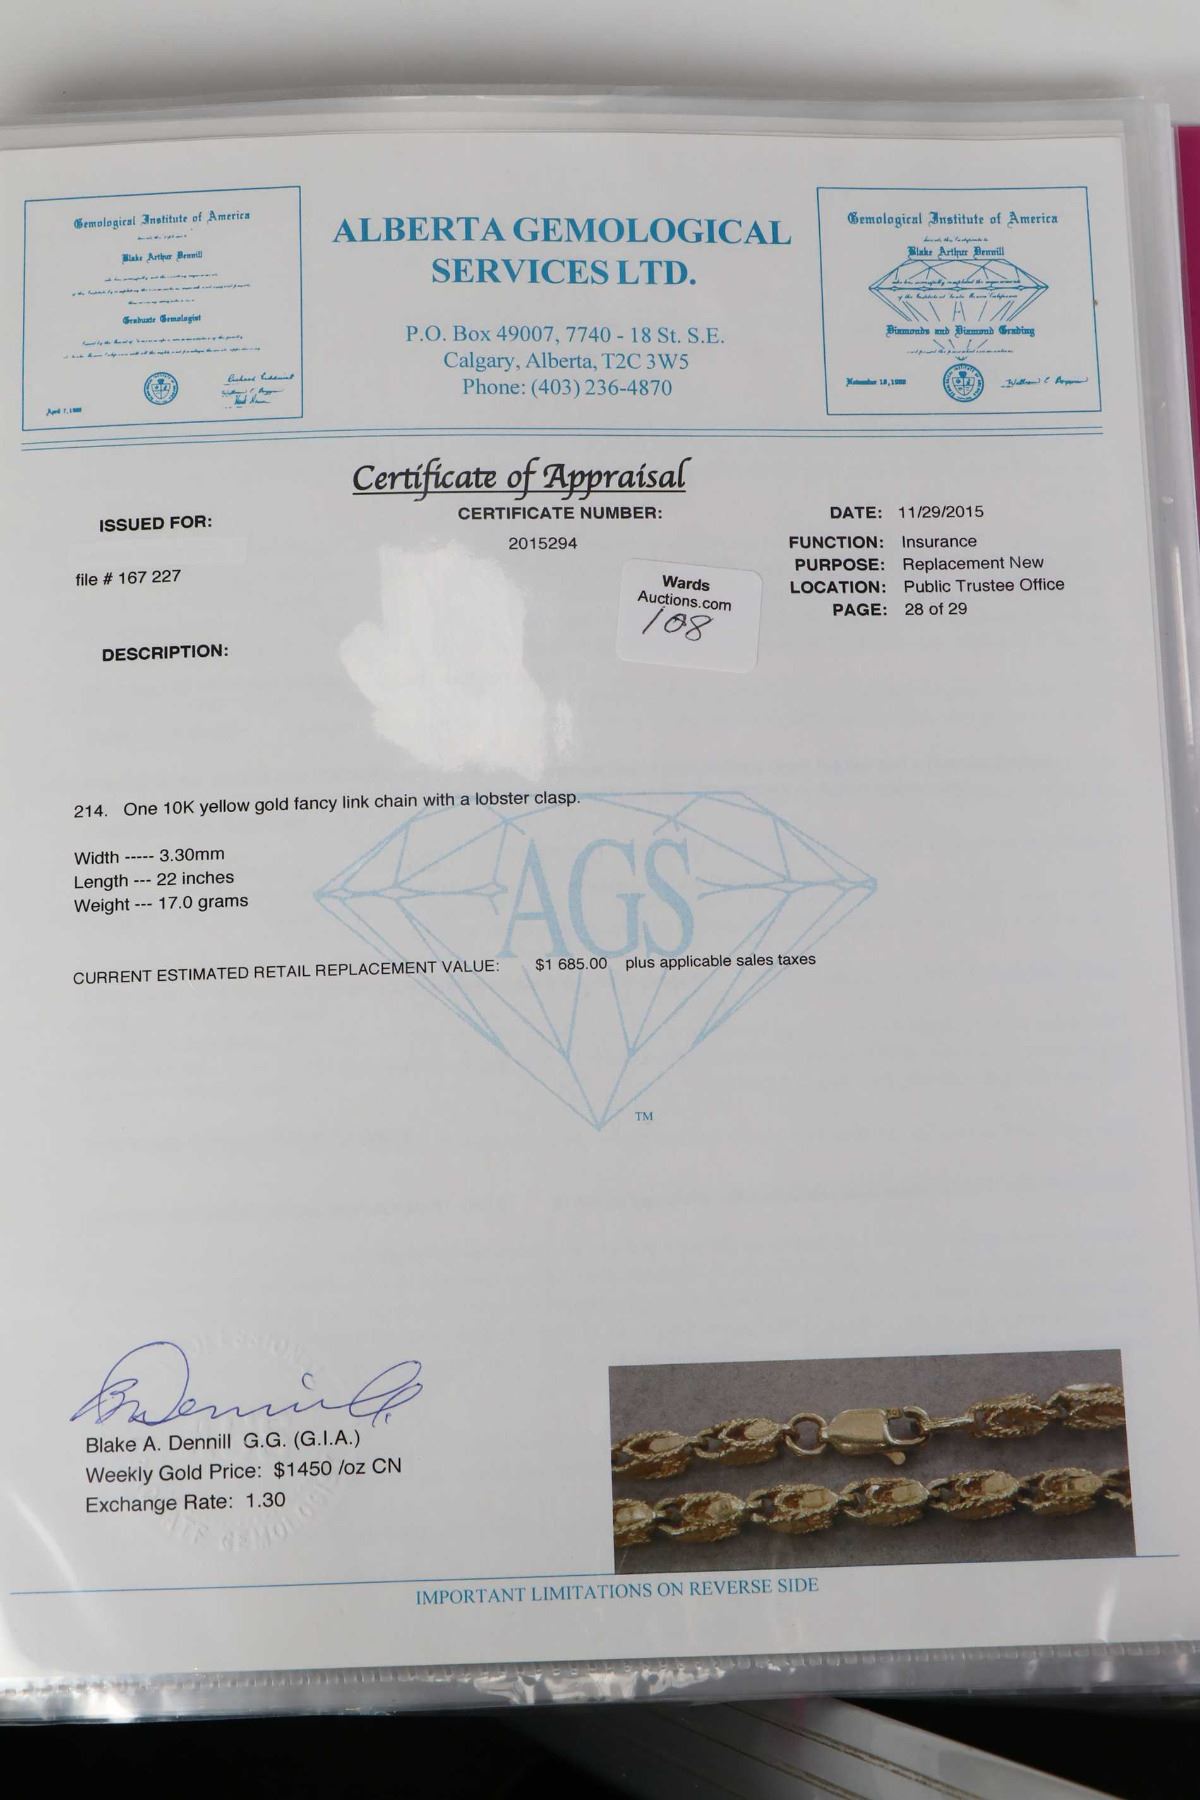 Gemological Institute of America
Blake Arthur Dennill
Graduate Gemologist
April 7, 1988
ALBERTA GEMOLOGICAL
SERVICES LTD.
P.O. Box 49007, 7740 - 18 St. S.E.
Calgary, Alberta, T2C 3W5
Phone: (403) 236-4870
Gemological Institute of America
Blake Arthur Dennill
Diamonds and Diamond Grading
Certificate of Appraisal
ISSUED FOR:
file # 167 227
CERTIFICATE NUMBER:
2015294
Wards
Auctions.com
108
DATE: 11/29/2015
FUNCTION: Insurance
PURPOSE: Replacement New
LOCATION: Public Trustee Office
PAGE: 28 of 29
DESCRIPTION:
214. One 10K yellow gold fancy link chain with a lobster clasp.
Width ----- 3.30mm
Length --- 22 inches
Weight --- 17.0 grams
AGS
CURRENT ESTIMATED RETAIL REPLACEMENT VALUE: $1 685.00 plus applicable sales taxes
TM
Blake A. Dennill G.G. (G.I.A.)
Weekly Gold Price: $1450 /oz CN
Exchange Rate: 1.30
IMPORTANT LIMITATIONS ON REVERSE SIDE